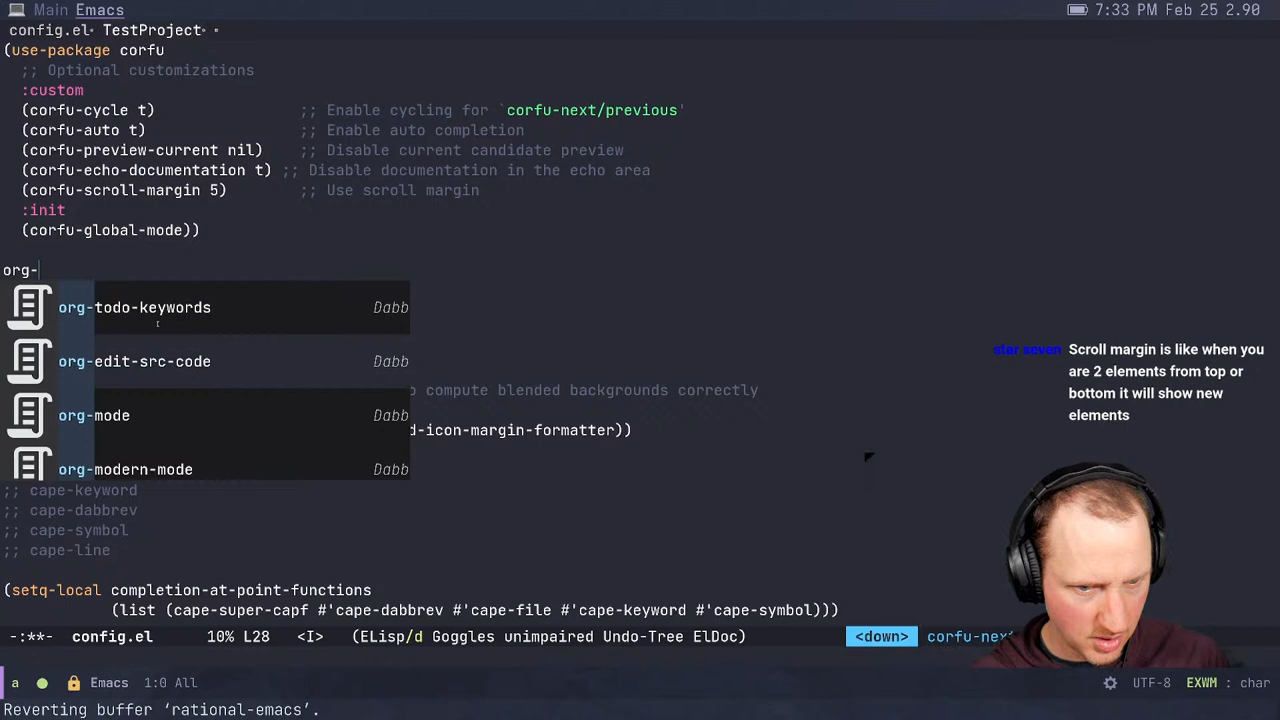 Main Emacs 7:33 PM Feb 25 2.90
config.el• TestProject• •
(use-package corfu
;; Optional customizations
:custom
(corfu-cycle t) ;; Enable cycling for `corfu-next/previous'
(corfu-auto t) ;; Enable auto completion
(corfu-preview-current nil) ;; Disable current candidate preview
(corfu-echo-documentation t) ;; Disable documentation in the echo area
(corfu-scroll-margin 5) ;; Use scroll margin
:init
(corfu-global-mode))
org-
org-todo-keywords Dabb
org-edit-src-code Dabb
star seven Scroll margin is like when you
are 2 elements from top or
bottom it will show new
elements
compute blended backgrounds correctly
org-mode Dabb
d-icon-margin-formatter))
org-modern-mode Dabb
;; cape-keyword
;; cape-dabbrev
;; cape-symbol
;; cape-line
(setq-local completion-at-point-functions
(list (cape-super-capf #'cape-dabbrev #'cape-file #'cape-keyword #'cape-symbol)))
-:**- config.el 10% L28 <I> (ELisp/d Goggles unimpaired Undo-Tree ElDoc) <down> corfu-nex
a Emacs 1:0 All UTF-8 EXWM : char
Reverting buffer ‘rational-emacs’.